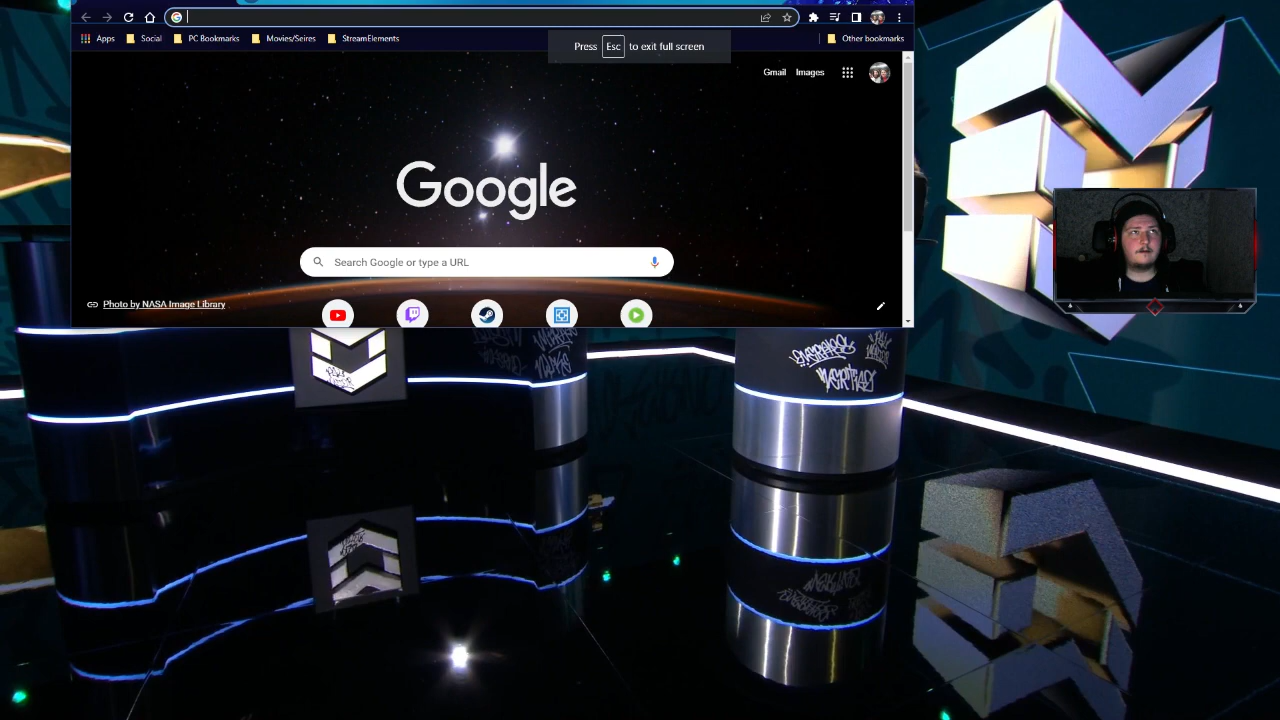 Apps Social PC Bookmarks Movies/Seires StreamElements Other bookmarks
Press Esc to exit full screen
Gmail Images
Google
Search Google or type a URL
Photo by NASA Image Library